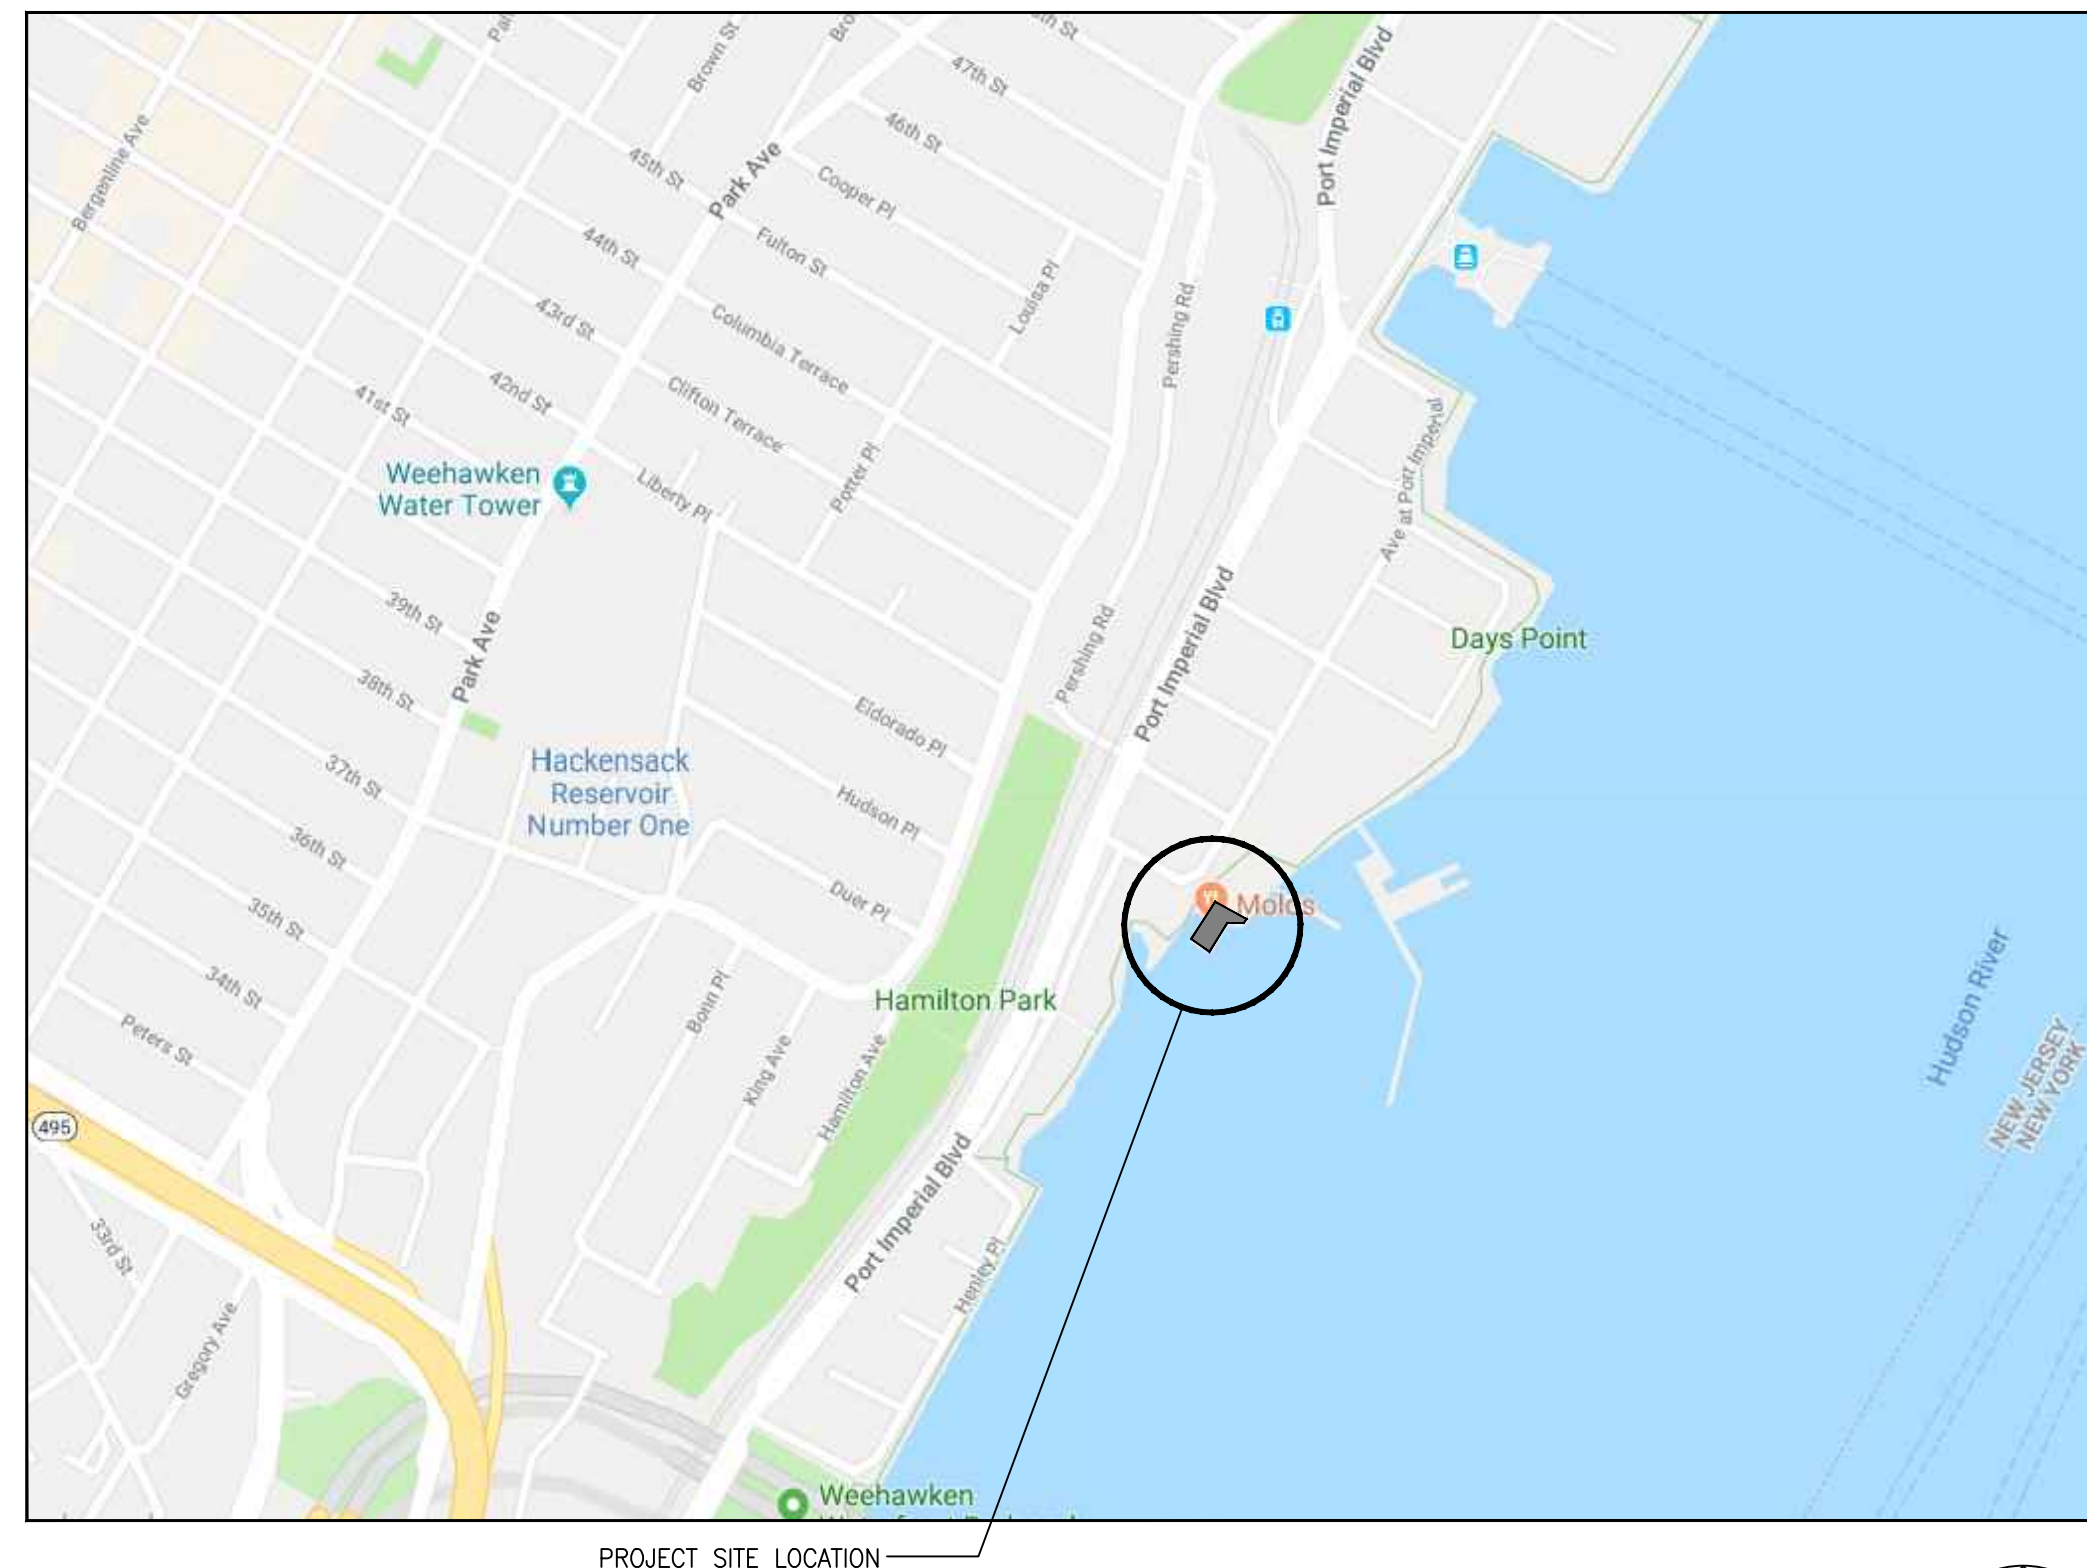 47th St
Port Imperial Blvd
Brown St
46th St
Bergenline Ave
45th St
Park Ave
Cooper Pl
44th St
Fulton St
Louisa Pl
Pershing Rd
43rd St
Columbia Terrace
42nd St
Clifton Terrace
41st St
Potter Pl
Ave at Port Imperial
Weehawken
Water Tower
Liberty Pl
39th St
Park Ave
Port Imperial Blvd
Pershing Rd
Days Point
38th St
Eldorado Pl
Hackensack
Reservoir
Number One
37th St
Hudson Pl
36th St
Duer Pl
Molos
35th St
34th St
Bonn Pl
Hamilton Park
Hudson River
Peters St
King Ave
Hamilton Ave
NEW JERSEY
NEW YORK
495
Port Imperial Blvd
33rd St
Henley Pl
Gregory Ave
Weehawken
PROJECT SITE LOCATION